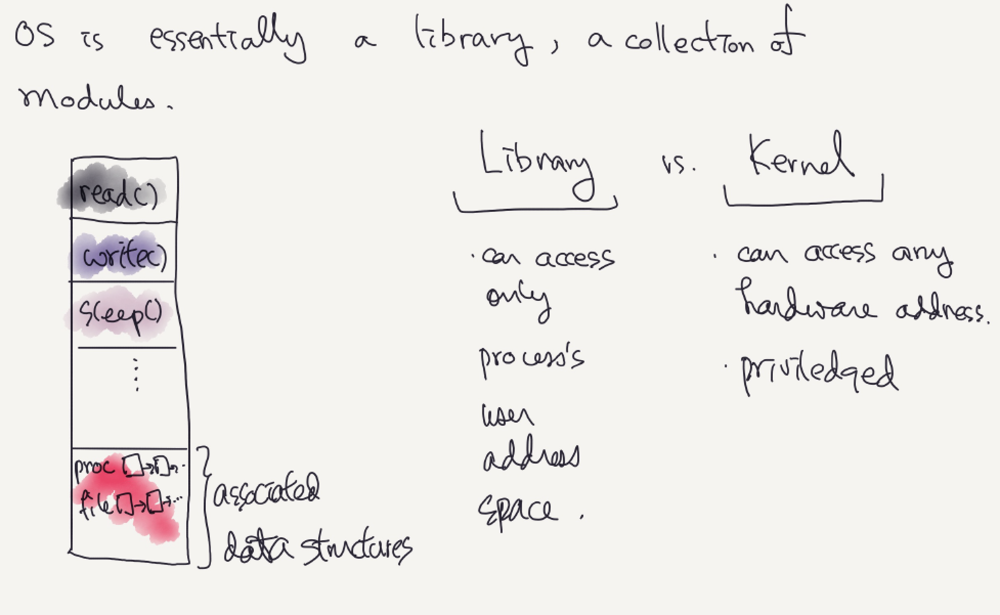 OS is essentially a library, a collection of
modules.
read()
write()
sleep()
proc
file
associated
data structures
Library vs. Kernel
· can access
only
process's
user
address
space.
· can access any
hardware address.
· priviledged